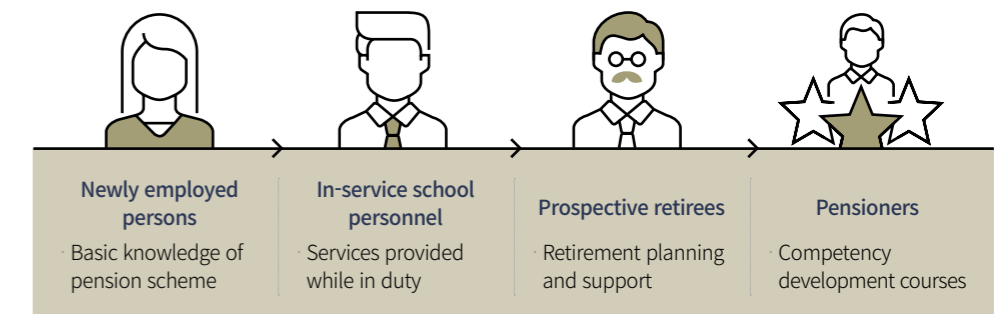 Newly employed
persons
· Basic knowledge of
pension scheme
In-service school
personnel
· Services provided
while in duty
Prospective retirees
· Retirement planning
and support
Pensioners
· Competency
development courses